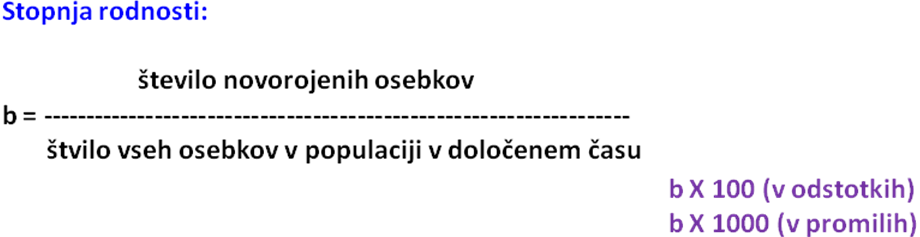 Stopnja rodnosti:
število novorojenih osebkov
b = ----------------------------------------------------------------------
štvilo vseh osebkov v populaciji v določenem času
b X 100 (v odstotkih)
b X 1000 (v promilih)